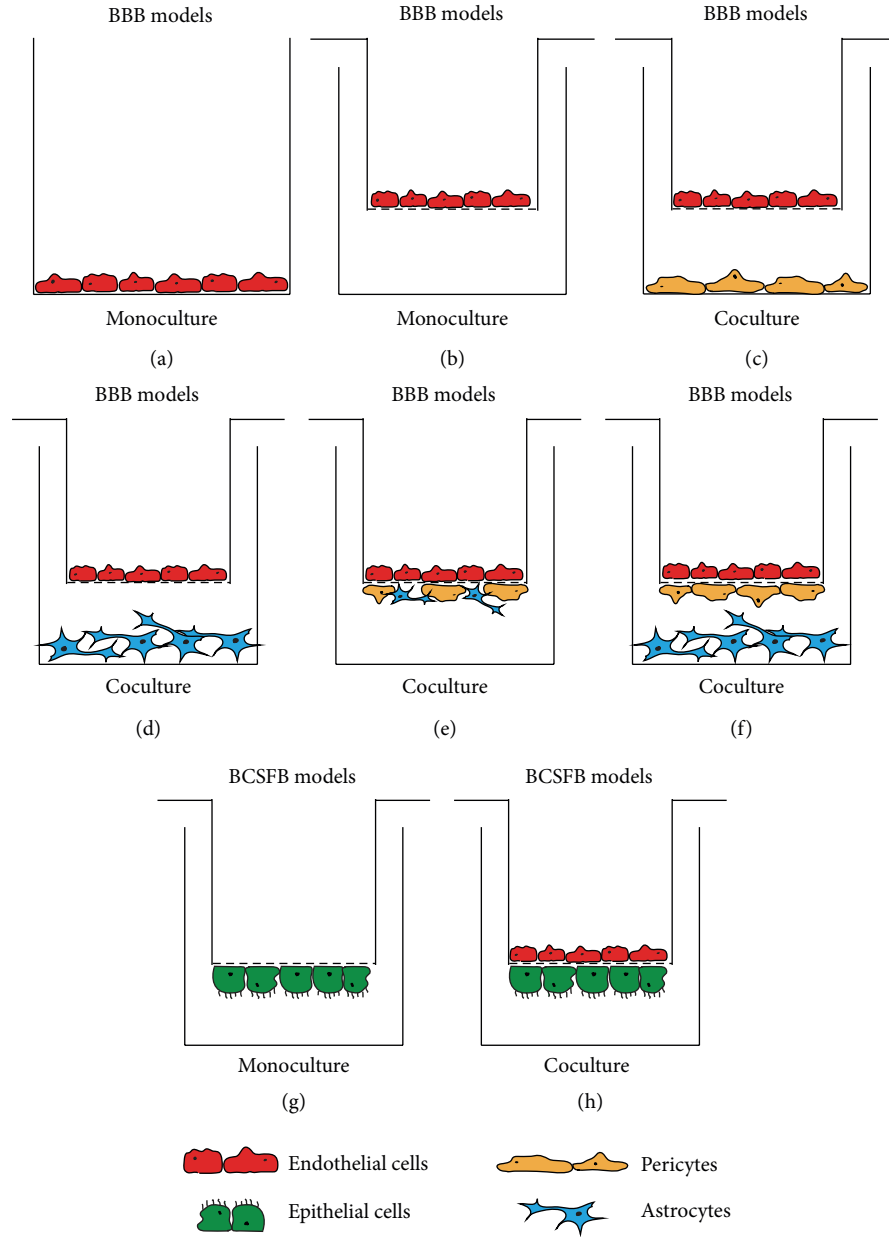 BBB models
BBB models
BBB models
Monoculture
Monoculture
Coculture
(a)
(b)
(c)
BBB models
BBB models
BBB models
Coculture
Coculture
Coculture
(d)
(e)
(f)
BCSFB models
BCSFB models
Monoculture
Coculture
(g)
(h)
Endothelial cells
Pericytes
Epithelial cells
Astrocytes